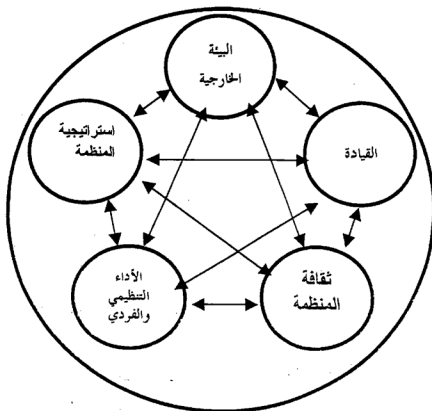 البيئة
الخارجية
استراتيجية
المنظمة
القيادة
الأداء
التنظيمي
والفردي
ثقافة
المنظمة